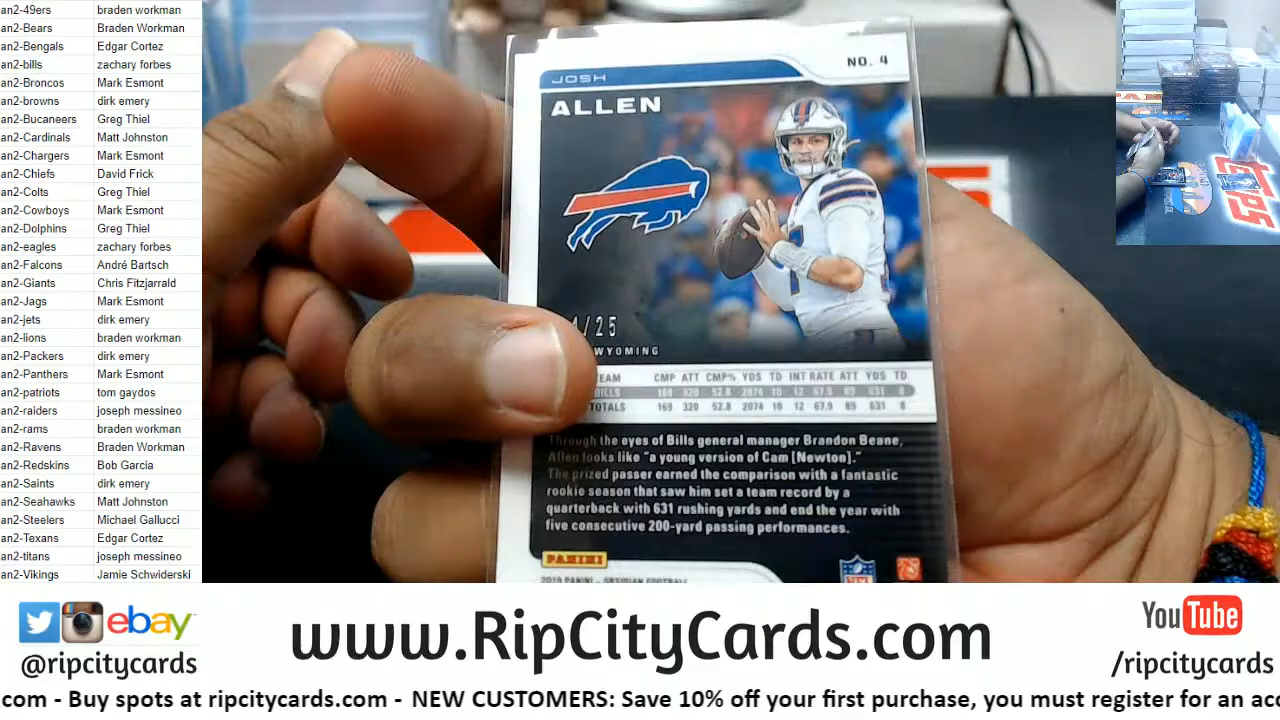 an2-49ers braden workman
an2-Bears Braden Workman
an2-Bengals Edgar Cortez
an2-bills zachary forbes
an2-Broncos Mark Esmont
an2-browns dirk emery
an2-Bucaneers Greg Thiel
an2-Cardinals Matt Johnston
an2-Chargers Mark Esmont
an2-Chiefs David Frick
an2-Colts Greg Thiel
an2-Cowboys Mark Esmont
an2-Dolphins Greg Thiel
an2-eagles zachary forbes
an2-Falcons André Bartsch
an2-Giants Chris Fitzjarrald
an2-Jags Mark Esmont
an2-jets dirk emery
an2-lions braden workman
an2-Packers dirk emery
an2-Panthers Mark Esmont
an2-patriots tom gaydos
an2-raiders joseph messineo
an2-rams braden workman
an2-Ravens Braden Workman
an2-Redskins Bob Garcia
an2-Saints dirk emery
an2-Seahawks Matt Johnston
an2-Steelers Michael Gallucci
an2-Texans Edgar Cortez
an2-titans joseph messineo
an2-Vikings Jamie Schwiderski
NO. 4
JOSH
ALLEN
/25
WYOMING
TEAM CMP ATT CMP% YDS TD INT RATE ATT YDS TD
BILLS 169 320 52.8 2074 10 12 67.9 89 631 8
TOTALS 169 320 52.8 2074 10 12 67.9 89 631 8
Through the eyes of Bills general manager Brandon Beane,
Allen looks like "a young version of Cam [Newton]."
The prized passer earned the comparison with a fantastic
rookie season that saw him set a team record by a
quarterback with 631 rushing yards and end the year with
five consecutive 200-yard passing performances.
PANINI
2019 PANINI - OBSIDIAN FOOTBALL
NFL
TOPPS
ebay
@ripcitycards
www.RipCityCards.com
YouTube
/ripcitycards
com - Buy spots at ripcitycards.com - NEW CUSTOMERS: Save 10% off your first purchase, you must register for an acc